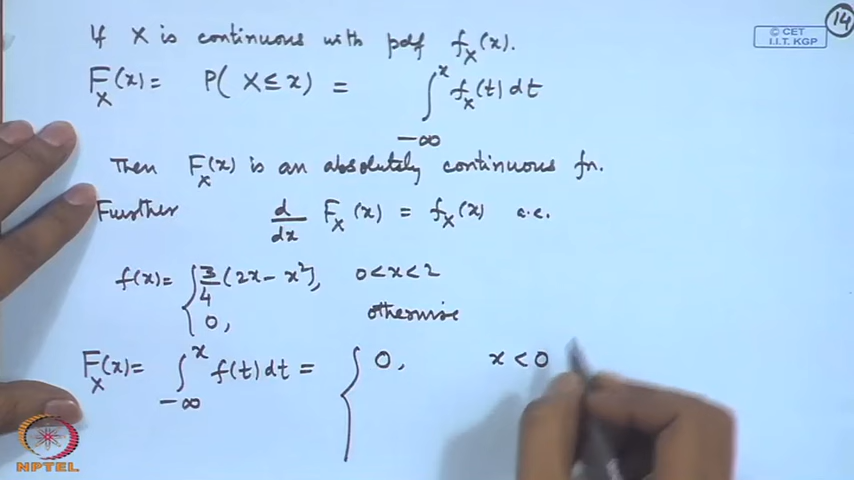 14
© CET
I.I.T. KGP
If X is continuous with pdf f_X(x).
F_X(x) = P(X ≤ x) = ∫_{-∞}^{x} f_X(t) dt
Then F_X(x) is an absolutely continuous fn.
Further d/dx F_X(x) = f_X(x) a.e.
f(x) = { 3/4 (2x - x²), 0 < x < 2
0, otherwise
F_X(x) = ∫_{-∞}^{x} f(t) dt = { 0, x < 0
NPTEL